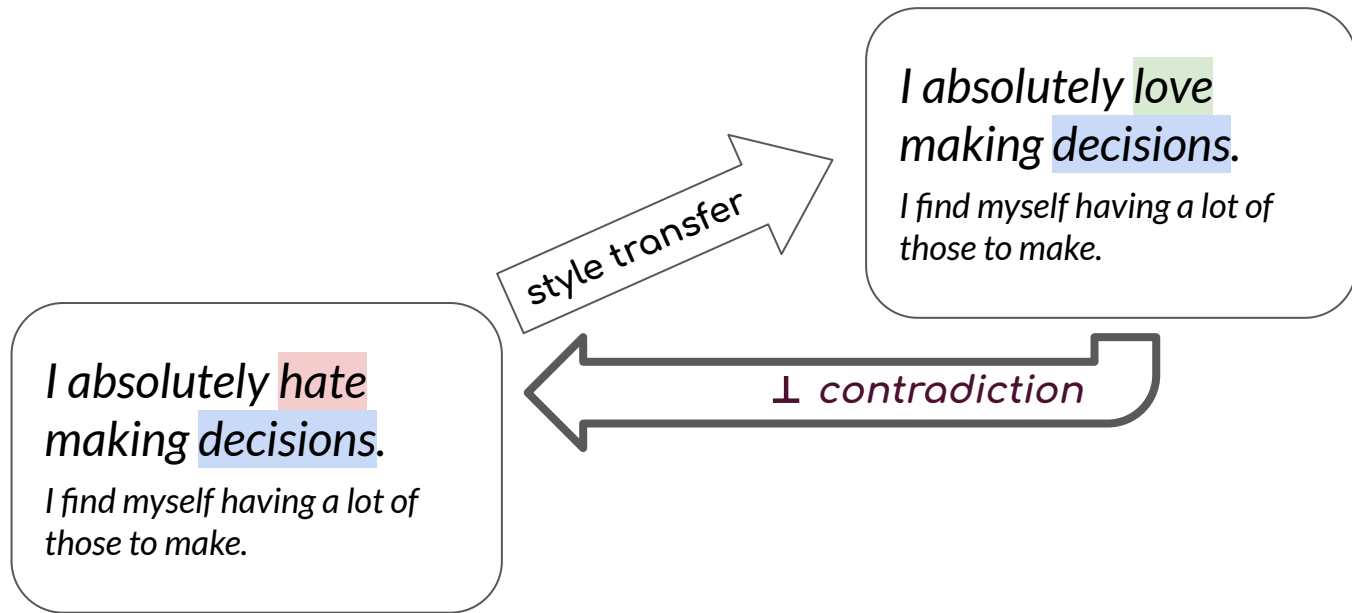 I absolutely love
making decisions.
I find myself having a lot of
those to make.
style transfer
⊥ contradiction
I absolutely hate
making decisions.
I find myself having a lot of
those to make.